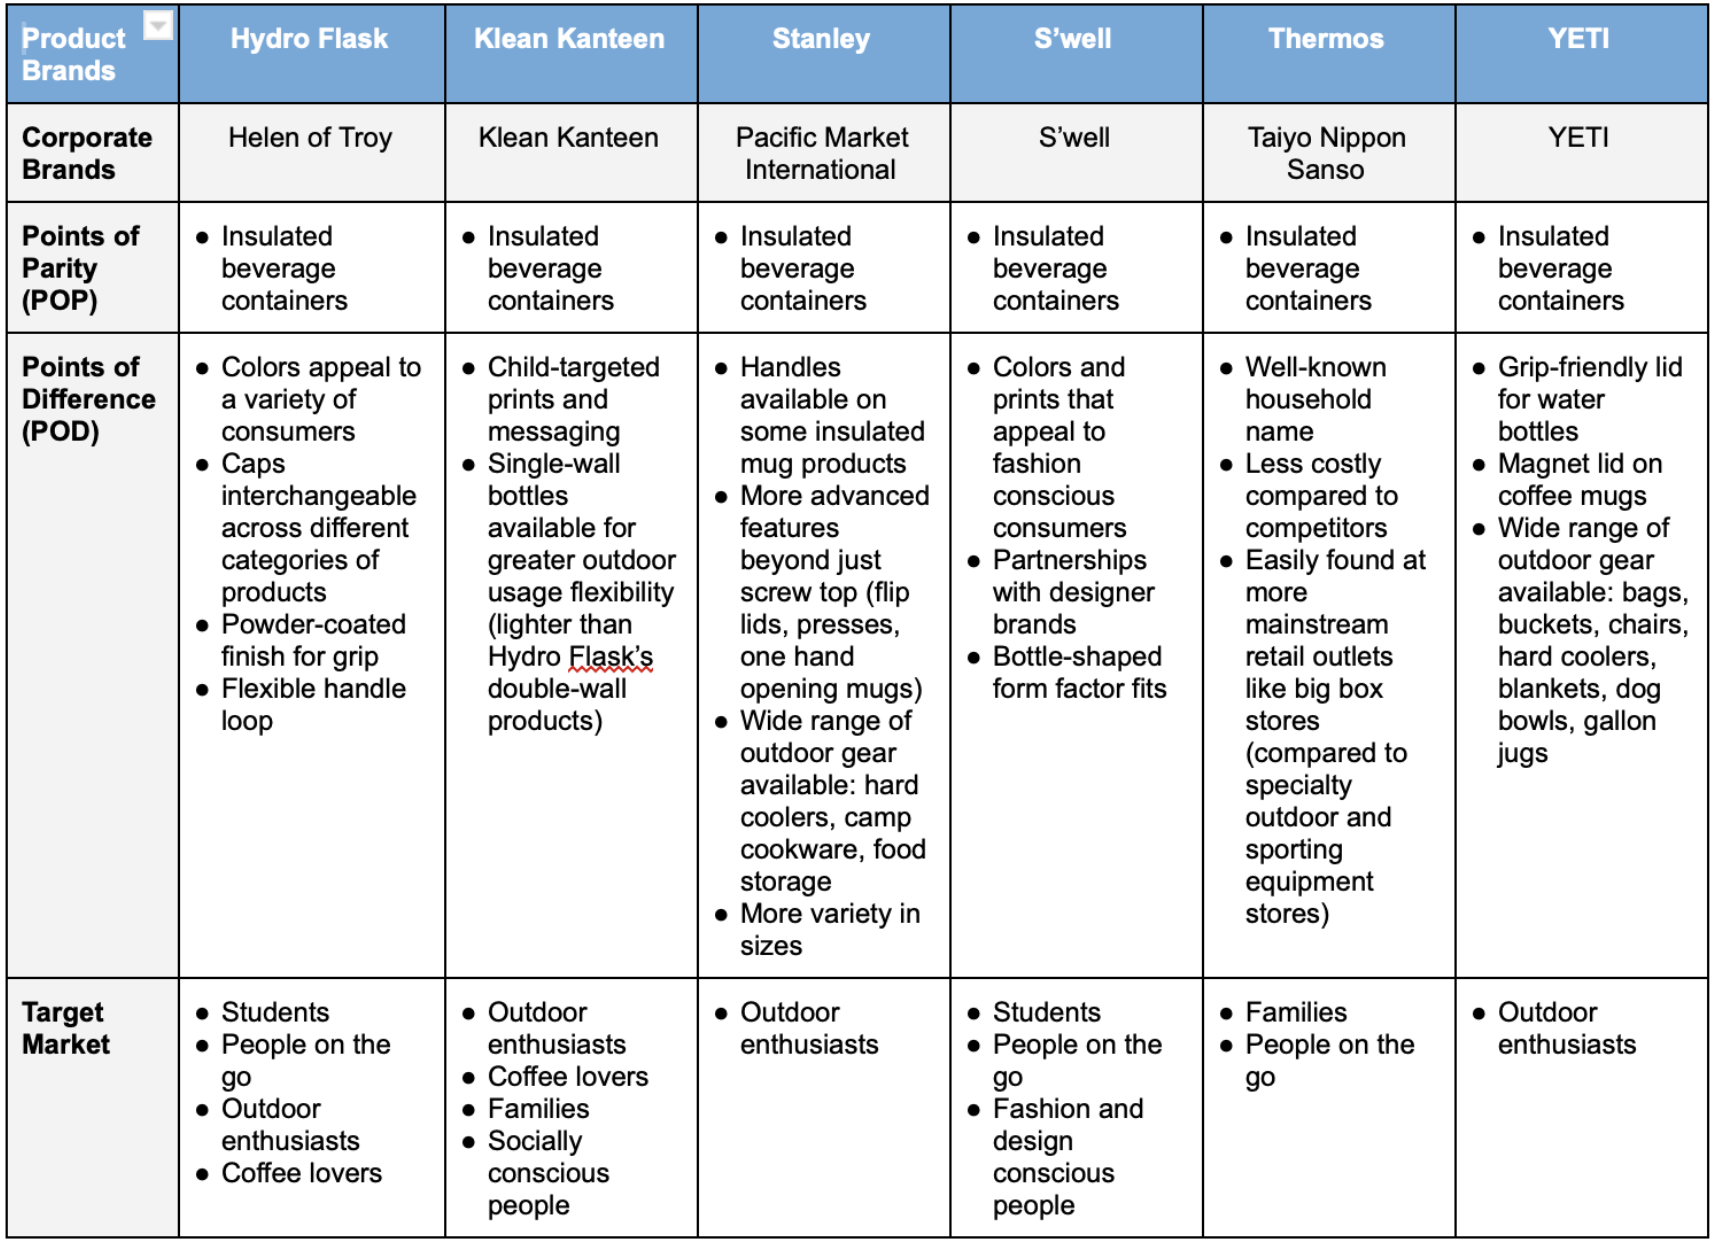 Product
Brands
Hydro Flask
Klean Kanteen
Stanley
S’well
Thermos
YETI
Corporate
Brands
Helen of Troy
Klean Kanteen
Pacific Market
International
S’well
Taiyo Nippon
Sanso
YETI
Points of
Parity
(POP)
● Insulated
beverage
containers
● Insulated
beverage
containers
● Insulated
beverage
containers
● Insulated
beverage
containers
● Insulated
beverage
containers
● Insulated
beverage
containers
Points of
Difference
(POD)
● Colors appeal to
a variety of
consumers
● Caps
interchangeable
across different
categories of
products
● Powder-coated
finish for grip
● Flexible handle
loop
● Child-targeted
prints and
messaging
● Single-wall
bottles
available for
greater outdoor
usage flexibility
(lighter than
Hydro Flask’s
double-wall
products)
● Handles
available on
some insulated
mug products
● More advanced
features
beyond just
screw top (flip
lids, presses,
one hand
opening mugs)
● Wide range of
outdoor gear
available: hard
coolers, camp
cookware, food
storage
● More variety in
sizes
● Colors and
prints that
appeal to
fashion
conscious
consumers
● Partnerships
with designer
brands
● Bottle-shaped
form factor fits
● Well-known
household
name
● Less costly
compared to
competitors
● Easily found at
more
mainstream
retail outlets
like big box
stores
(compared to
specialty
outdoor and
sporting
equipment
stores)
● Grip-friendly lid
for water
bottles
● Magnet lid on
coffee mugs
● Wide range of
outdoor gear
available: bags,
buckets, chairs,
hard coolers,
blankets, dog
bowls, gallon
jugs
Target
Market
● Students
● People on the
go
● Outdoor
enthusiasts
● Coffee lovers
● Outdoor
enthusiasts
● Coffee lovers
● Families
● Socially
conscious
people
● Outdoor
enthusiasts
● Students
● People on the
go
● Fashion and
design
conscious
people
● Families
● People on the
go
● Outdoor
enthusiasts